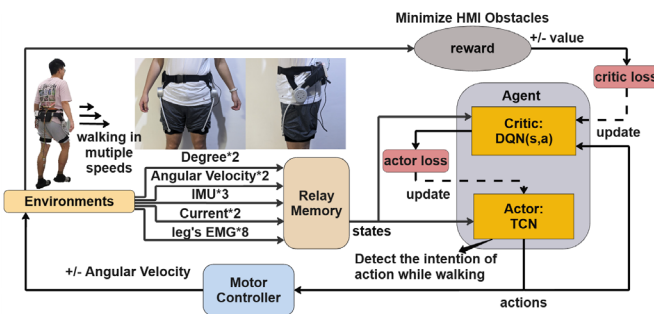 Minimize HMI Obstacles
reward
+/- value
critic loss
walking in
mutiple
speeds
Agent
Critic:
DQN(s,a)
update
actor loss
update
Degree*2
Angular Velocity*2
IMU*3
Current*2
leg's EMG*8
Environments
Relay
Memory
states
Actor:
TCN
Detect the intention of
action while walking
+/- Angular Velocity
Motor
Controller
actions